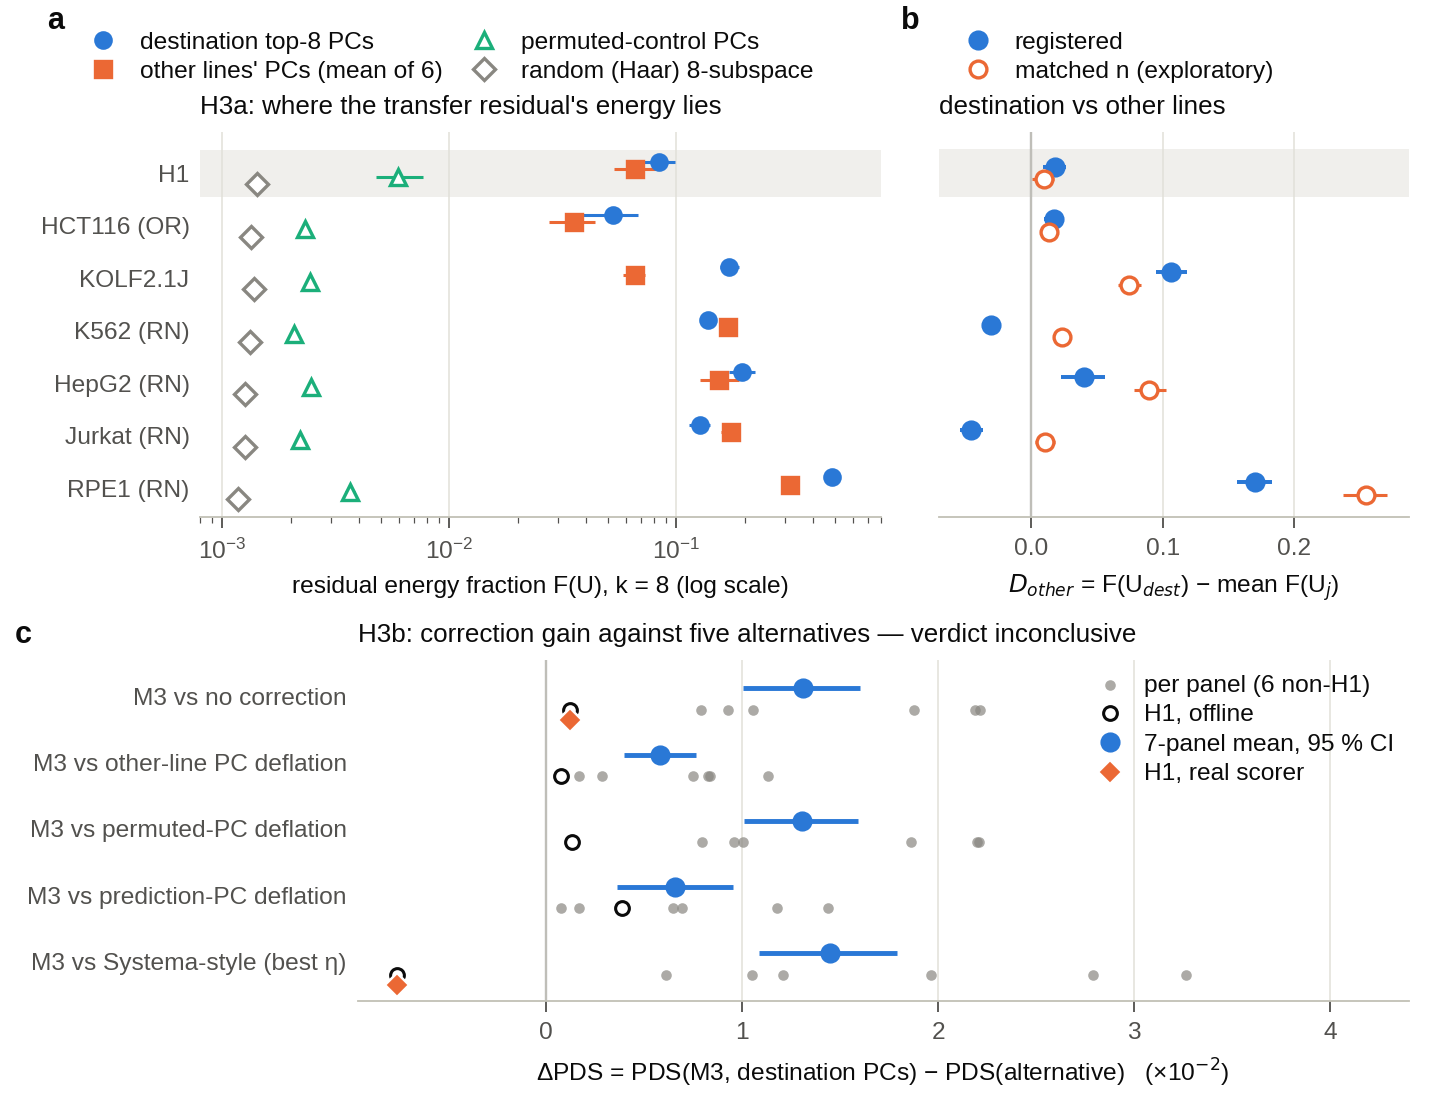 a
destination top-8 PCs
other lines' PCs (mean of 6)
permuted-control PCs
random (Haar) 8-subspace
H3a: where the transfer residual's energy lies
H1
HCT116 (OR)
KOLF2.1J
K562 (RN)
HepG2 (RN)
Jurkat (RN)
RPE1 (RN)
10⁻³ 10⁻² 10⁻¹
residual energy fraction F(U), k = 8 (log scale)
b
registered
matched n (exploratory)
destination vs other lines
0.0 0.1 0.2
D_other = F(U_dest) − mean F(U_j)
c
H3b: correction gain against five alternatives — verdict inconclusive
M3 vs no correction
M3 vs other-line PC deflation
M3 vs permuted-PC deflation
M3 vs prediction-PC deflation
M3 vs Systema-style (best η)
per panel (6 non-H1)
H1, offline
7-panel mean, 95 % CI
H1, real scorer
0 1 2 3 4
ΔPDS = PDS(M3, destination PCs) − PDS(alternative) (×10⁻²)